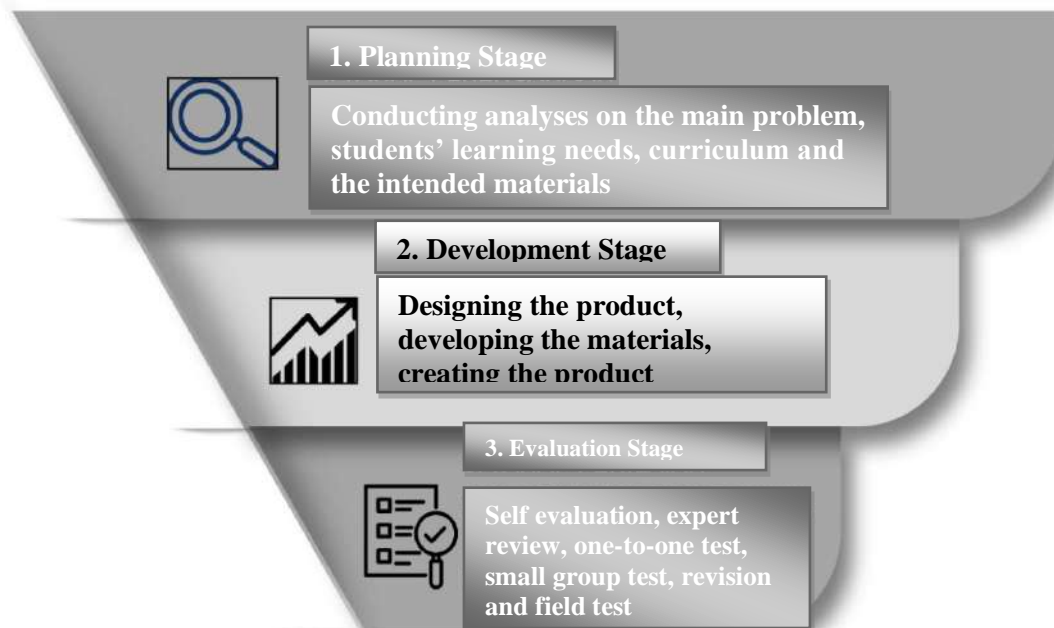 1. Planning Stage
Conducting analyses on the main problem,
students’ learning needs, curriculum and
the intended materials
2. Development Stage
Designing the product,
developing the materials,
creating the product
3. Evaluation Stage
Self evaluation, expert
review, one-to-one test,
small group test, revision
and field test